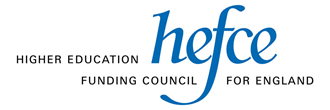 hefce
HIGHER EDUCATION
FUNDING COUNCIL FOR ENGLAND